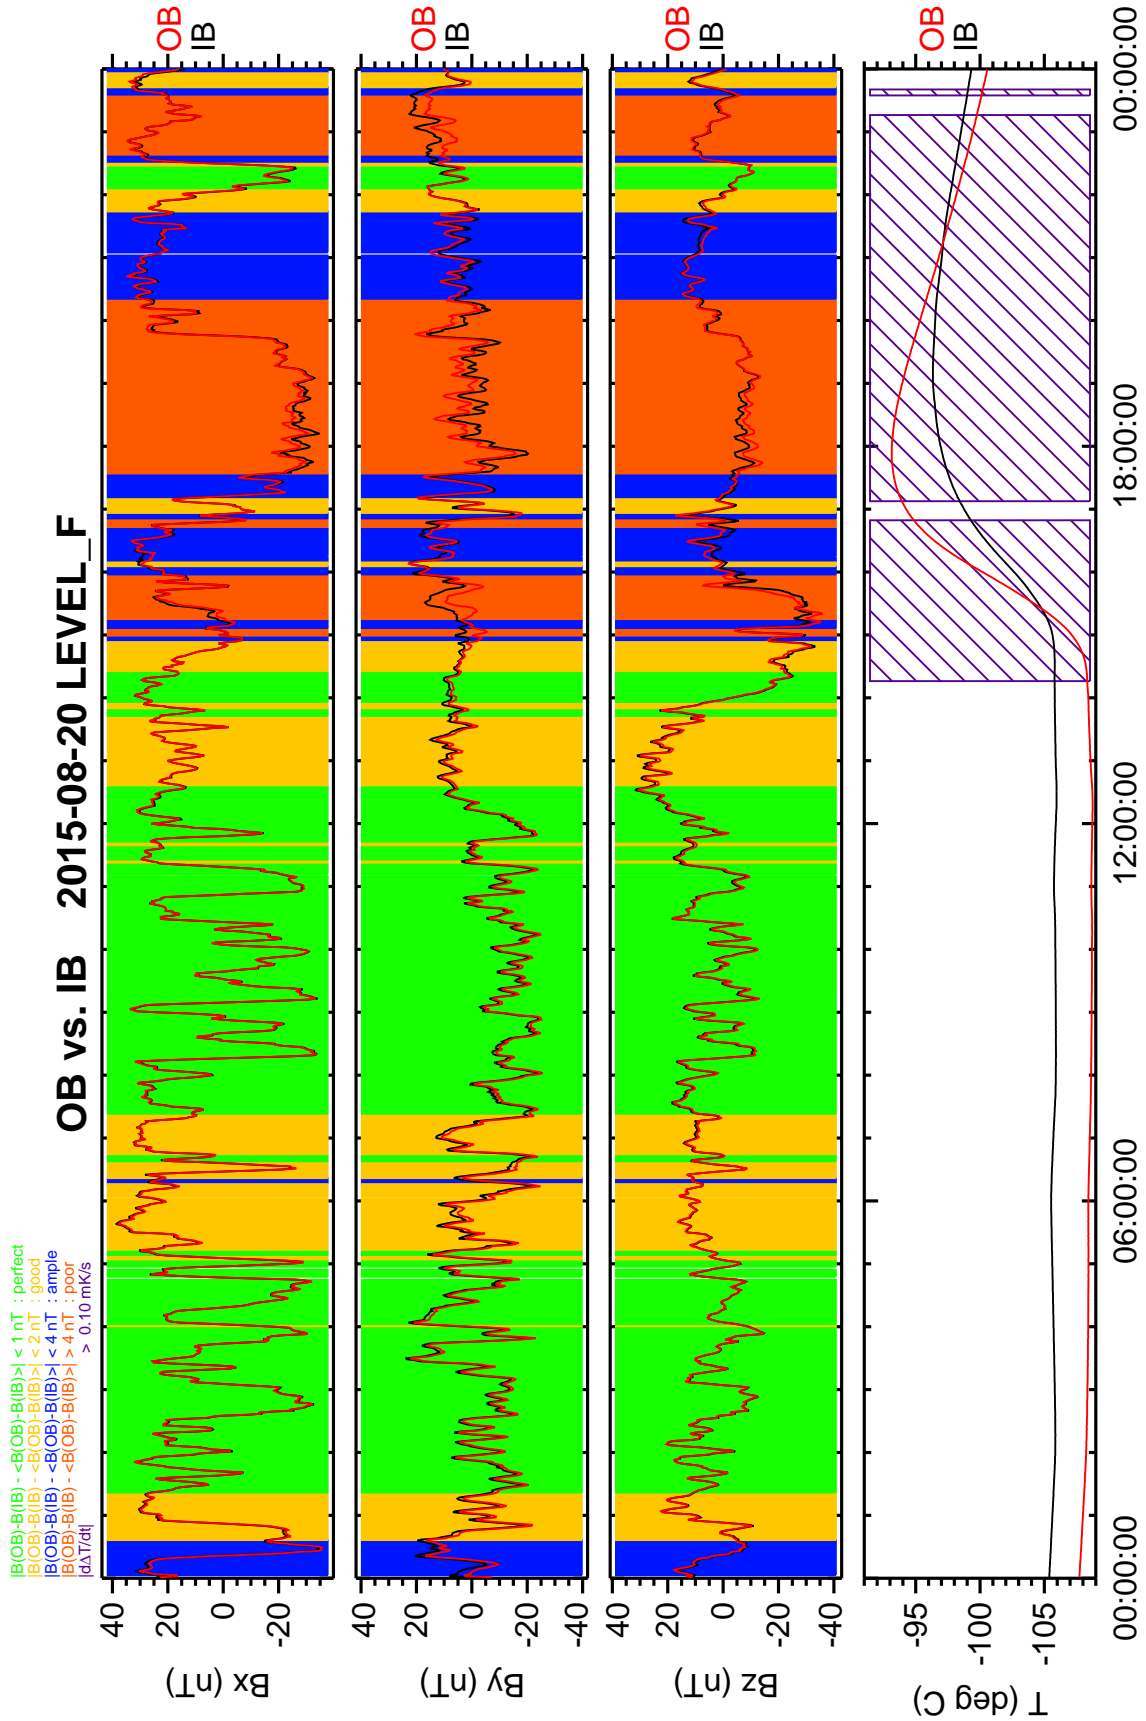 OB vs. IB 2015-08-20 LEVEL_F
|B(OB)-B(IB) - <B(OB)-B(IB)>| < 1 nT : perfect
|B(OB)-B(IB) - <B(OB)-B(IB)>| < 2 nT : good
|B(OB)-B(IB) - <B(OB)-B(IB)>| < 4 nT : ample
|B(OB)-B(IB) - <B(OB)-B(IB)>| > 4 nT : poor
|dΔT/dt| > 0.10 mK/s
Bx (nT)
40
20
0
-20
OB
IB
By (nT)
40
20
0
-20
-40
OB
IB
Bz (nT)
40
20
0
-20
-40
OB
IB
T (deg C)
-95
-100
-105
OB
IB
00:00:00
6:00:00
12:00:00
18:00:00
00:00:00